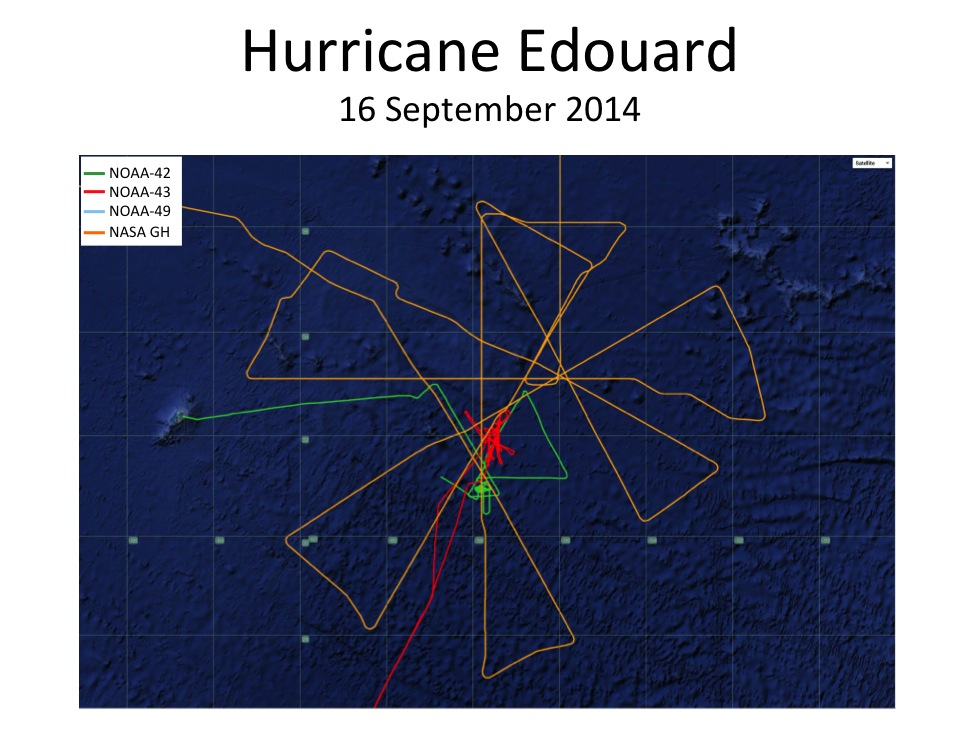 Hurricane Edouard
16 September 2014
NOAA-42
NOAA-43
NOAA-49
NASA GH
Satellite